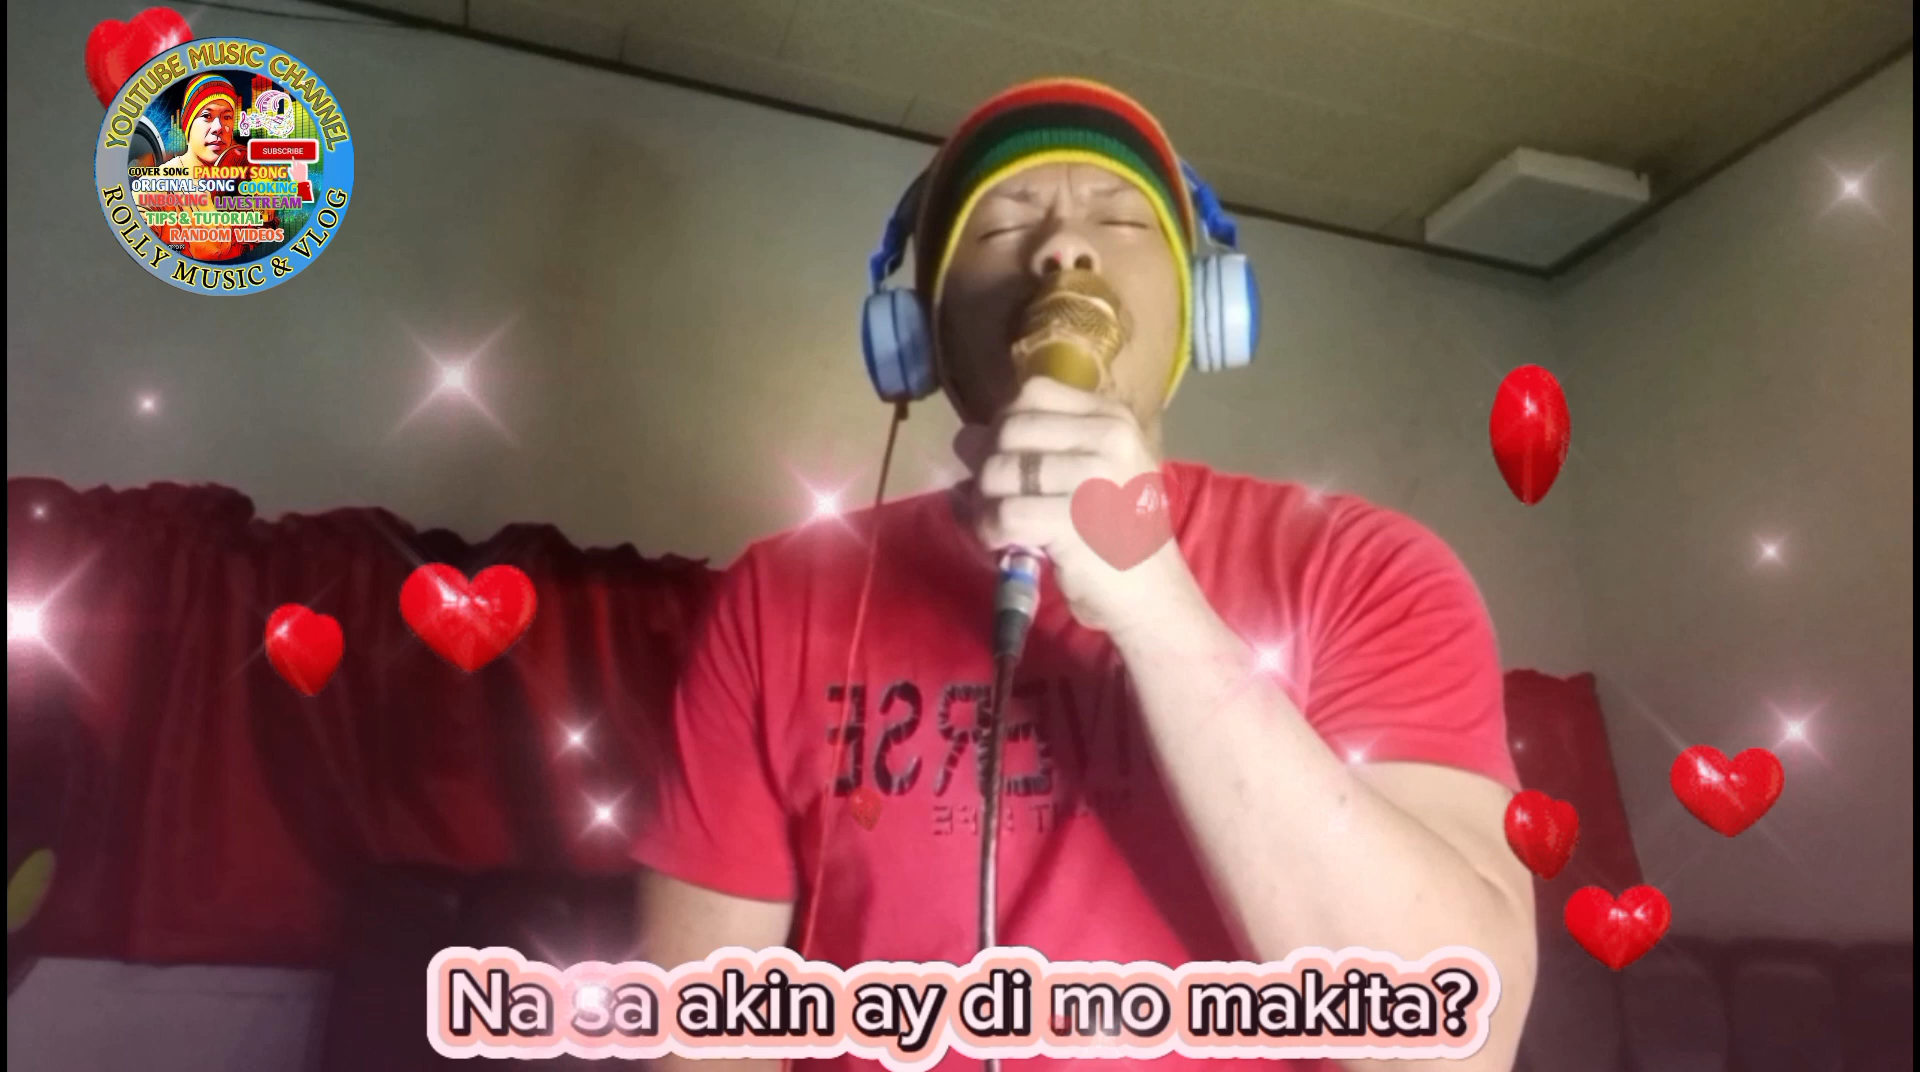 YOUTUBE MUSIC CHANNEL
SUBSCRIBE
COVER SONG PARODY SONG
ORIGINAL SONG COOKING
UNBOXING LIVESTREAM
TIPS & TUTORIAL
RANDOM VIDEOS
ROLLY MUSIC & VLOG
VERSE
Na sa akin ay di mo makita?